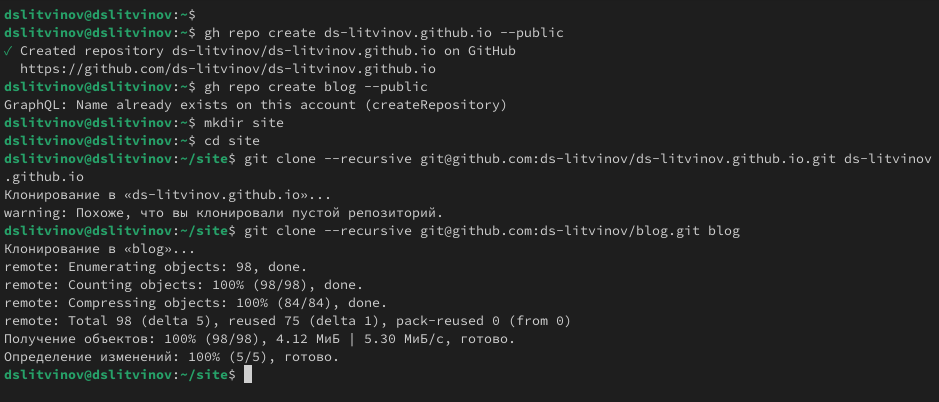 dslitvinov@dslitvinov:~$
dslitvinov@dslitvinov:~$ gh repo create ds-litvinov.github.io --public
✓ Created repository ds-litvinov/ds-litvinov.github.io on GitHub
  https://github.com/ds-litvinov/ds-litvinov.github.io
dslitvinov@dslitvinov:~$ gh repo create blog --public
GraphQL: Name already exists on this account (createRepository)
dslitvinov@dslitvinov:~$ mkdir site
dslitvinov@dslitvinov:~$ cd site
dslitvinov@dslitvinov:~/site$ git clone --recursive git@github.com:ds-litvinov/ds-litvinov.github.io.git ds-litvinov
.github.io
Клонирование в «ds-litvinov.github.io»...
warning: Похоже, что вы клонировали пустой репозиторий.
dslitvinov@dslitvinov:~/site$ git clone --recursive git@github.com:ds-litvinov/blog.git blog
Клонирование в «blog»...
remote: Enumerating objects: 98, done.
remote: Counting objects: 100% (98/98), done.
remote: Compressing objects: 100% (84/84), done.
remote: Total 98 (delta 5), reused 75 (delta 1), pack-reused 0 (from 0)
Получение объектов: 100% (98/98), 4.12 МиБ | 5.30 МиБ/с, готово.
Определение изменений: 100% (5/5), готово.
dslitvinov@dslitvinov:~/site$